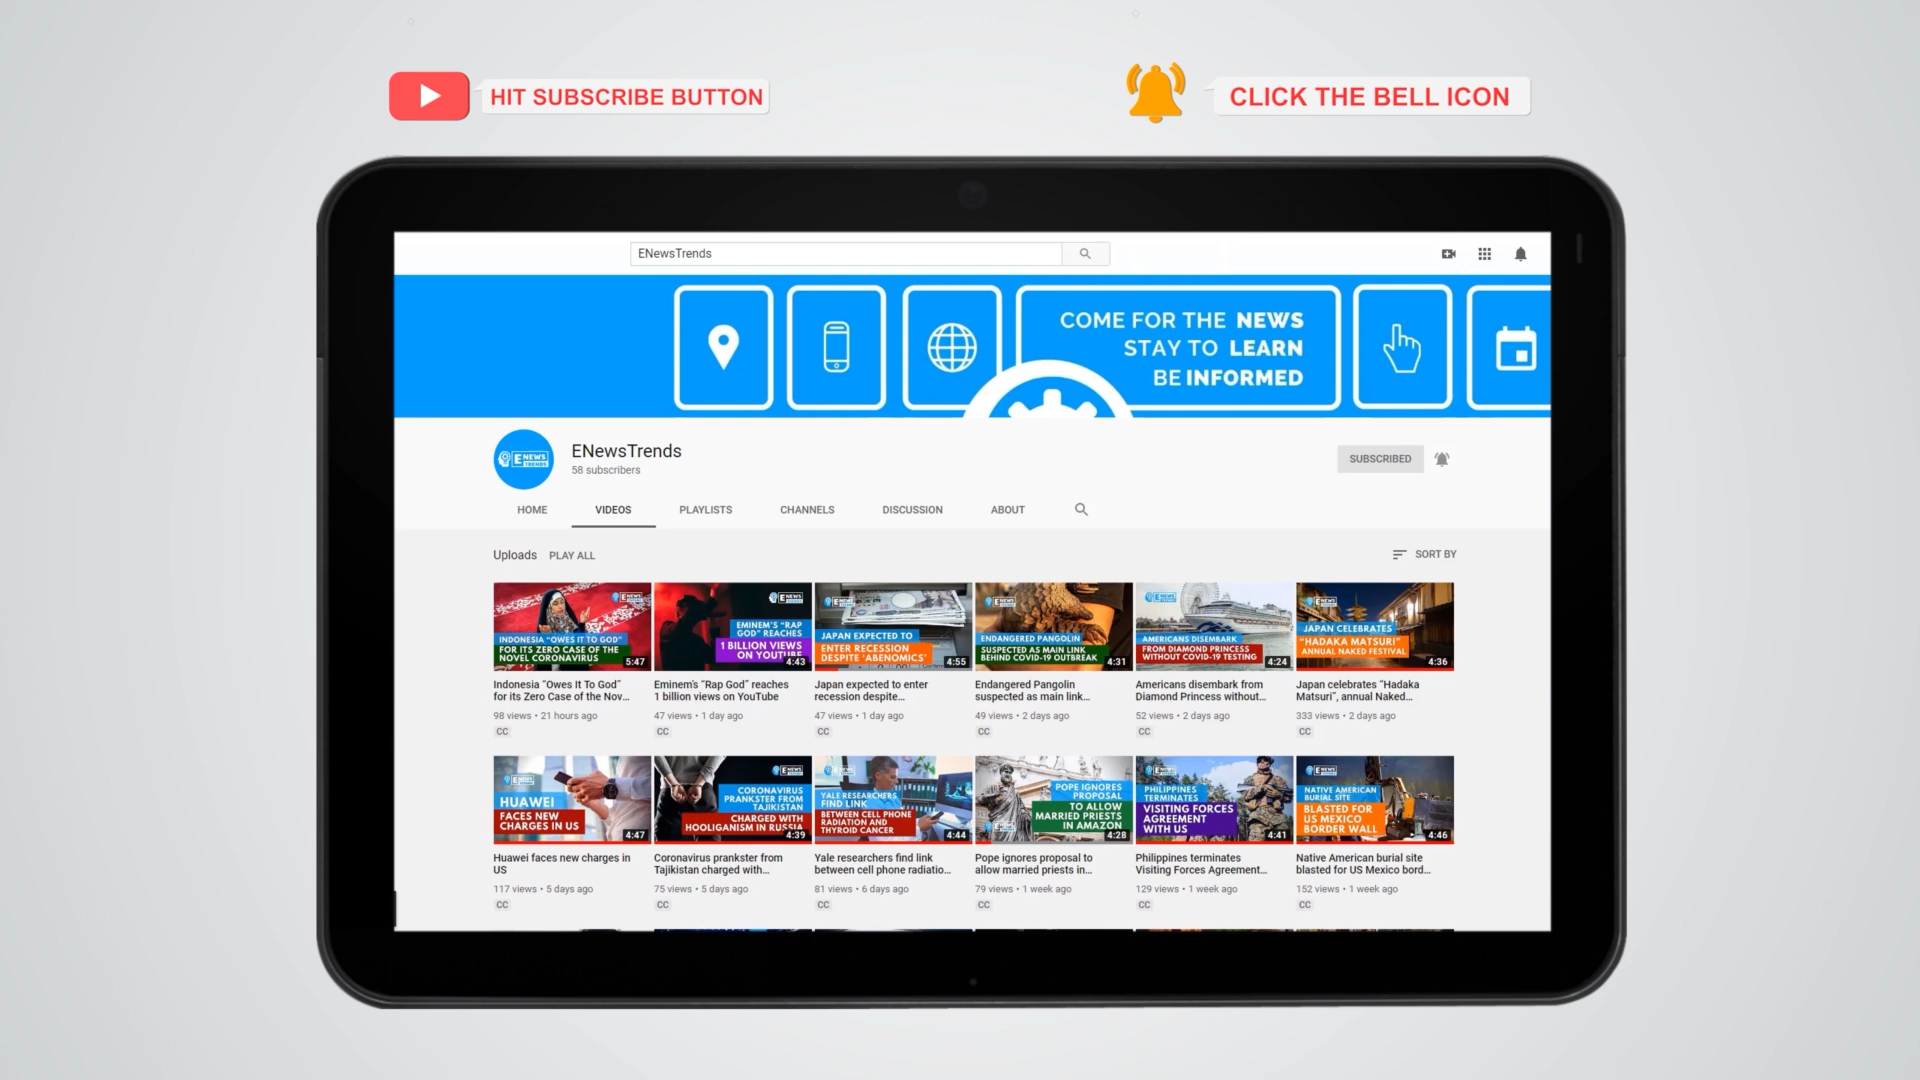 HIT SUBSCRIBE BUTTON
CLICK THE BELL ICON
ENewsTrends
COME FOR THE NEWS
STAY TO LEARN
BE INFORMED
E NEWS
TRENDS
ENewsTrends
58 subscribers
SUBSCRIBED
HOME VIDEOS PLAYLISTS CHANNELS DISCUSSION ABOUT
Uploads PLAY ALL
SORT BY
INDONESIA "OWES IT TO GOD"
FOR ITS ZERO CASE OF THE
NOVEL CORONAVIRUS
5:47
Indonesia "Owes It To God"
for its Zero Case of the Nov...
98 views • 21 hours ago
CC
EMINEM'S "RAP
GOD" REACHES
1 BILLION VIEWS
ON YOUTUBE
4:43
Eminem's "Rap God" reaches
1 billion views on YouTube
47 views • 1 day ago
CC
JAPAN EXPECTED TO
ENTER RECESSION
DESPITE 'ABENOMICS'
4:55
Japan expected to enter
recession despite...
47 views • 1 day ago
CC
ENDANGERED PANGOLIN
SUSPECTED AS MAIN LINK
BEHIND COVID-19 OUTBREAK
4:31
Endangered Pangolin
suspected as main link...
49 views • 2 days ago
CC
AMERICANS DISEMBARK
FROM DIAMOND PRINCESS
WITHOUT COVID-19 TESTING
4:24
Americans disembark from
Diamond Princess without...
52 views • 2 days ago
CC
JAPAN CELEBRATES
"HADAKA MATSURI"
ANNUAL NAKED FESTIVAL
4:36
Japan celebrates "Hadaka
Matsuri", annual Naked...
333 views • 2 days ago
CC
HUAWEI
FACES NEW
CHARGES IN US
4:47
Huawei faces new charges in
US
117 views • 5 days ago
CC
CORONAVIRUS
PRANKSTER FROM
TAJIKISTAN
CHARGED WITH
HOOLIGANISM IN RUSSIA
4:39
Coronavirus prankster from
Tajikistan charged with...
75 views • 5 days ago
CC
YALE RESEARCHERS
FIND LINK
BETWEEN CELL PHONE
RADIATION AND
THYROID CANCER
4:44
Yale researchers find link
between cell phone radiatio...
81 views • 6 days ago
CC
POPE IGNORES
PROPOSAL
TO ALLOW
MARRIED PRIESTS
IN AMAZON
4:28
Pope ignores proposal to
allow married priests in...
79 views • 1 week ago
CC
PHILIPPINES
TERMINATES
VISITING FORCES
AGREEMENT
WITH US
4:41
Philippines terminates
Visiting Forces Agreement...
129 views • 1 week ago
CC
NATIVE AMERICAN
BURIAL SITE
BLASTED FOR
US MEXICO
BORDER WALL
4:46
Native American burial site
blasted for US Mexico bord...
152 views • 1 week ago
CC